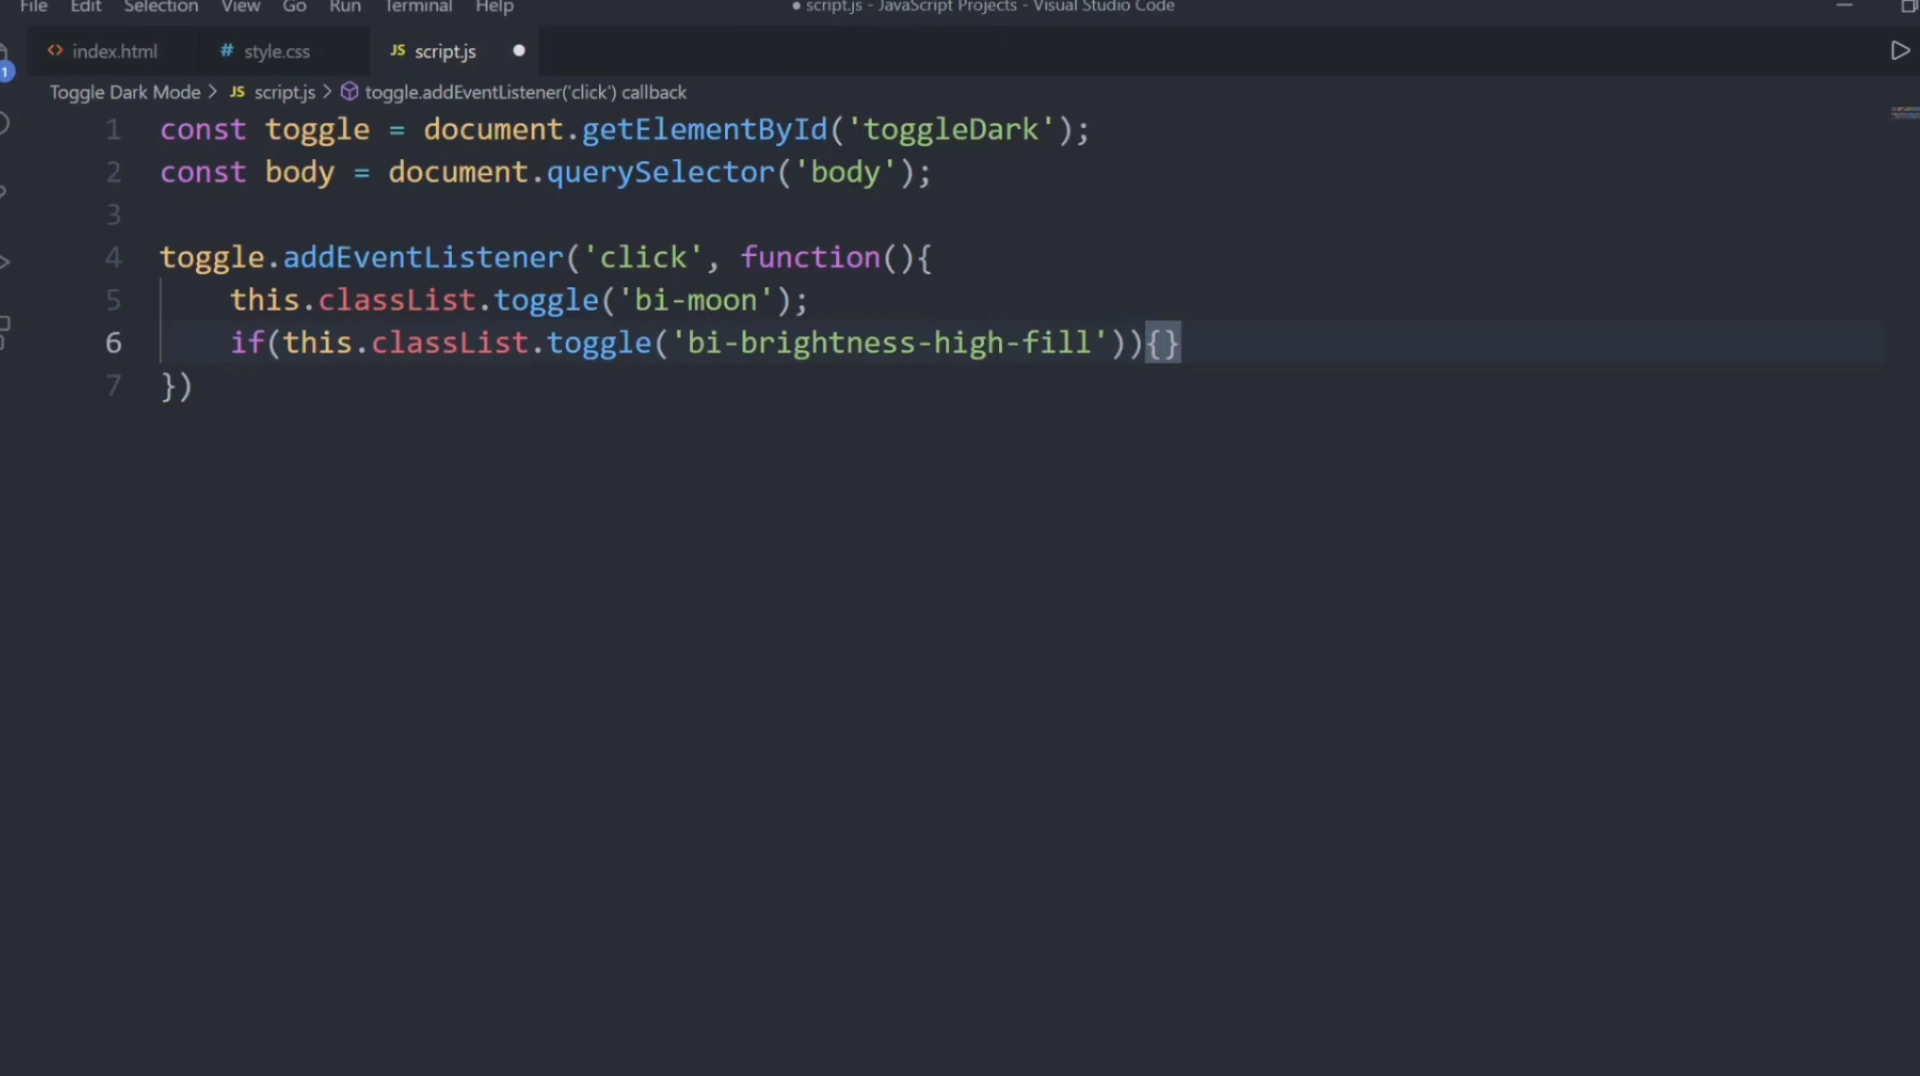 File Edit Selection View Go Run Terminal Help
● script.js - JavaScript Projects - Visual Studio Code
<> index.html # style.css JS script.js ●
1
Toggle Dark Mode > JS script.js > toggle.addEventListener('click') callback
1 const toggle = document.getElementById('toggleDark');
2 const body = document.querySelector('body');
3
4 toggle.addEventListener('click', function(){
5 this.classList.toggle('bi-moon');
6 if(this.classList.toggle('bi-brightness-high-fill')){}
7 })